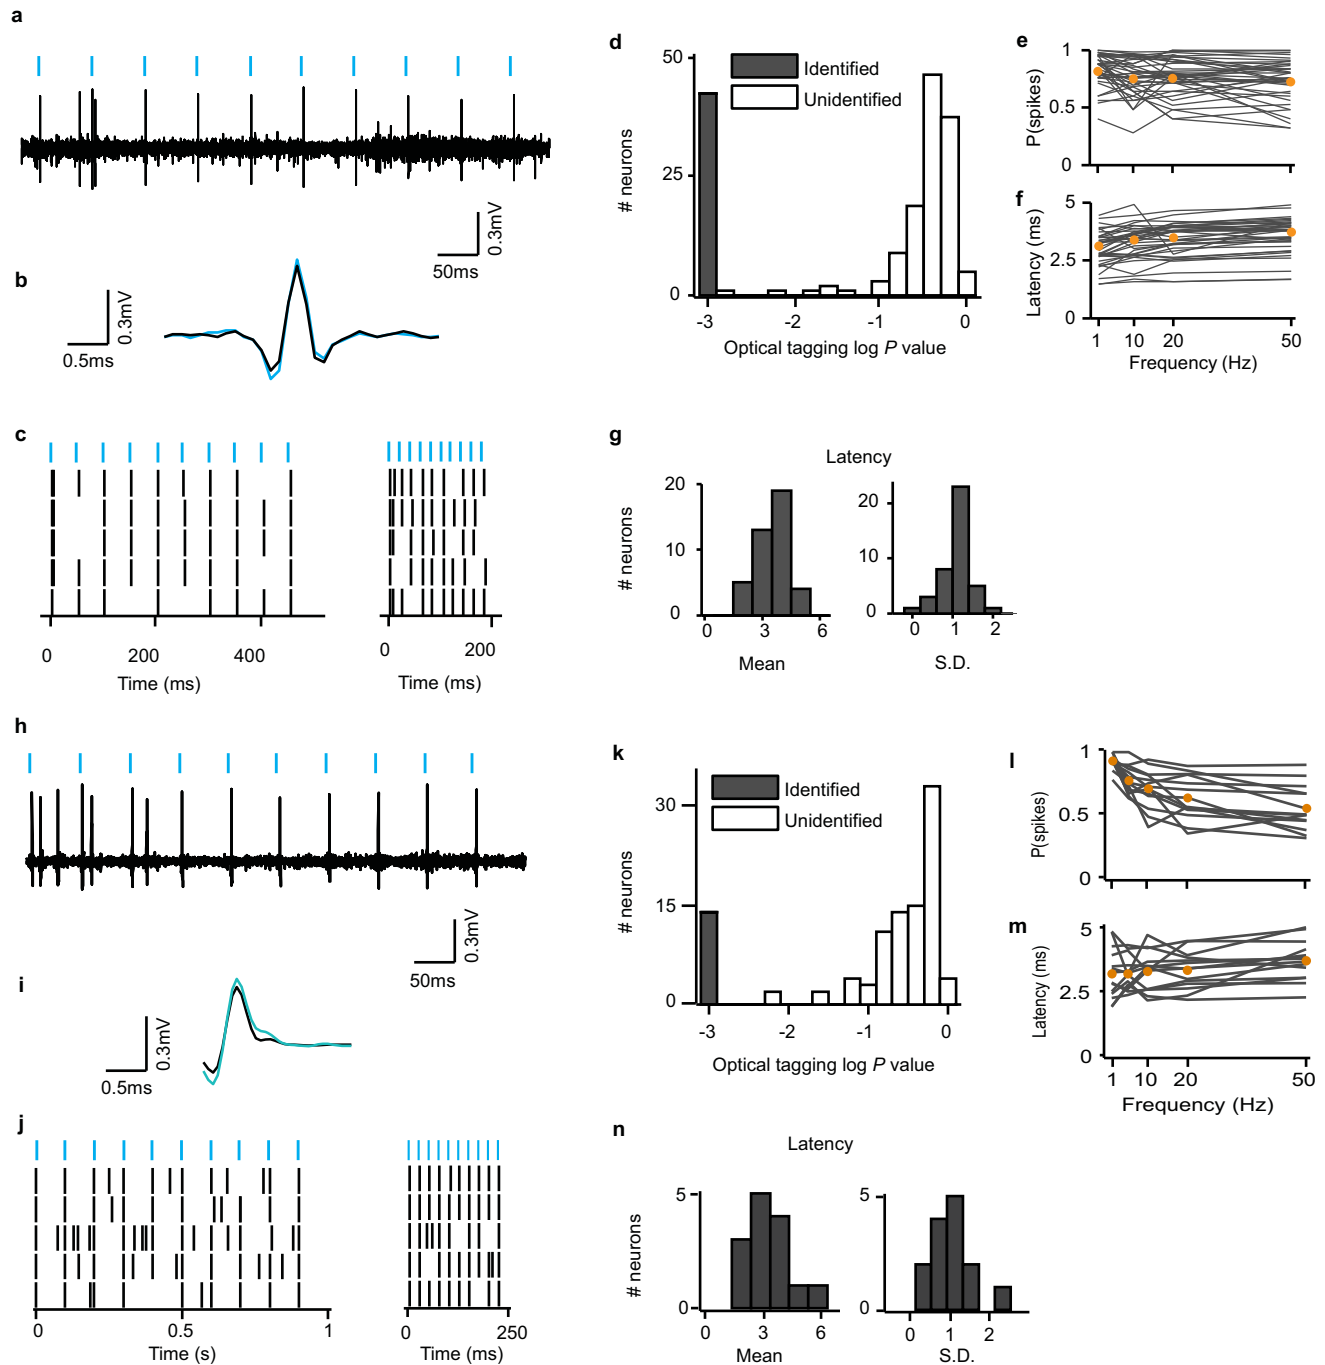 a
50ms
0.3mV
b
0.5ms
0.3mV
c
0
200
400
Time (ms)
0
200
Time (ms)
d
50
25
0
# neurons
Identified
Unidentified
-3
-2
-1
0
Optical tagging log P value
e
1
0.5
0
P(spikes)
f
5
2.5
0
Latency (ms)
1
10
20
50
Frequency (Hz)
g
Latency
20
10
0
# neurons
0
3
6
Mean
20
10
0
0
1
2
S.D.
h
50ms
0.3mV
i
0.5ms
0.3mV
j
0
0.5
1
Time (s)
0
250
Time (ms)
k
30
15
0
# neurons
Identified
Unidentified
-3
-2
-1
0
Optical tagging log P value
l
1
0.5
0
P(spikes)
m
5
2.5
0
Latency (ms)
1
10
20
50
Frequency (Hz)
n
Latency
5
0
# neurons
0
3
6
Mean
5
0
0
1
2
S.D.